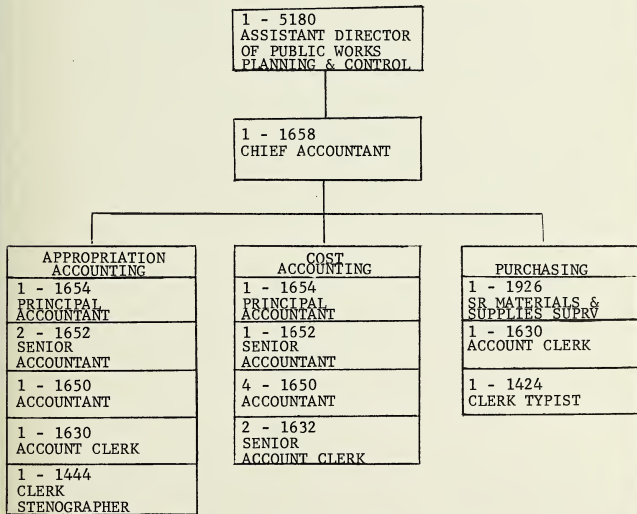 1 - 5180
ASSISTANT DIRECTOR
OF PUBLIC WORKS
PLANNING & CONTROL
1 - 1658
CHIEF ACCOUNTANT
APPROPRIATION
ACCOUNTING
1 - 1654
PRINCIPAL
ACCOUNTANT
2 - 1652
SENIOR
ACCOUNTANT
1 - 1650
ACCOUNTANT
1 - 1630
ACCOUNT CLERK
1 - 1444
CLERK
STENOGRAPHER
COST
ACCOUNTING
1 - 1654
PRINCIPAL
ACCOUNTANT
1 - 1652
SENIOR
ACCOUNTANT
4 - 1650
ACCOUNTANT
2 - 1632
SENIOR
ACCOUNT CLERK
PURCHASING
1 - 1926
SR MATERIALS &
SUPPLIES SUPRV
1 - 1630
ACCOUNT CLERK
1 - 1424
CLERK TYPIST